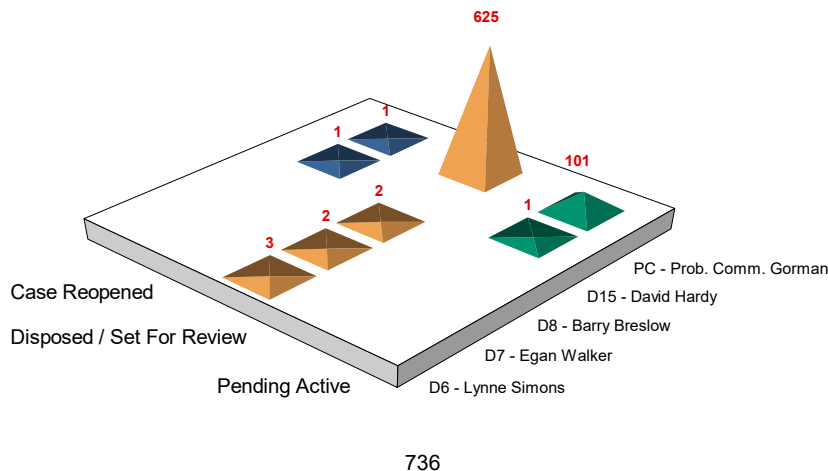 625
1
1
101
2
1
2
3
PC - Prob. Comm. Gorman
D15 - David Hardy
Case Reopened
D8 - Barry Breslow
Disposed / Set For Review
D7 - Egan Walker
Pending Active
D6 - Lynne Simons
736